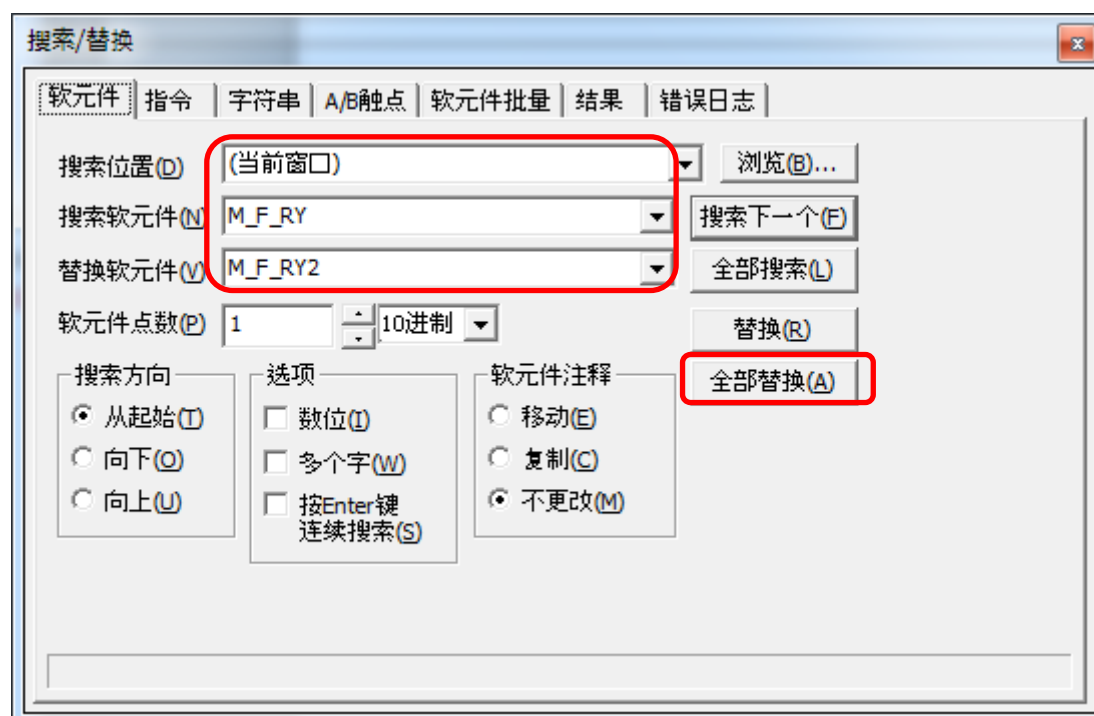 搜索/替换
软元件 指令 字符串 A/B触点 软元件批量 结果 错误日志
搜索位置(D) (当前窗口) 浏览(B)...
搜索软元件(N) M_F_RY 搜索下一个(F)
替换软元件(V) M_F_RY2 全部搜索(L)
软元件点数(P) 1 10进制 替换(R)
全部替换(A)
搜索方向 选项 软元件注释
从起始(T) 数位(I) 移动(E)
向下(O) 多个字(W) 复制(C)
向上(U) 按Enter键 不更改(M)
连续搜索(S)